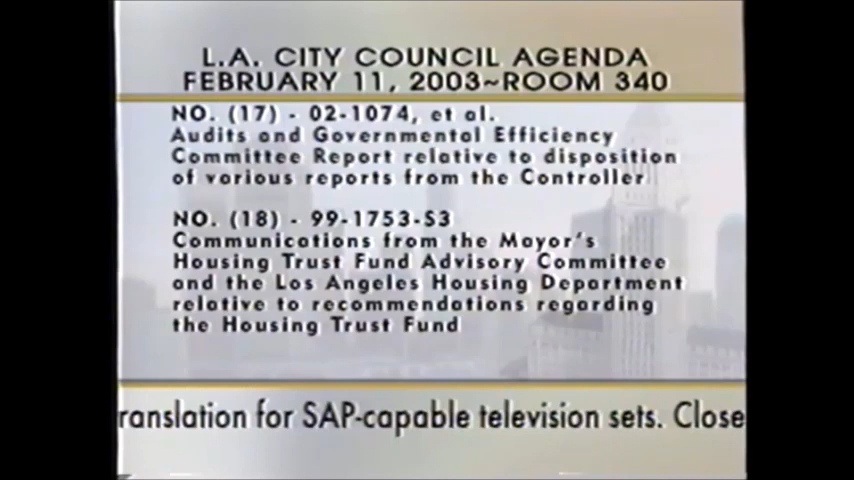 L.A. CITY COUNCIL AGENDA
FEBRUARY 11, 2003~ROOM 340
NO. (17) - 02-1074, et al.
Audits and Governmental Efficiency
Committee Report relative to disposition
of various reports from the Controller
NO. (18) - 99-1753-S3
Communications from the Mayor's
Housing Trust Fund Advisory Committee
and the Los Angeles Housing Department
relative to recommendations regarding
the Housing Trust Fund
ranslation for SAP-capable television sets. Close